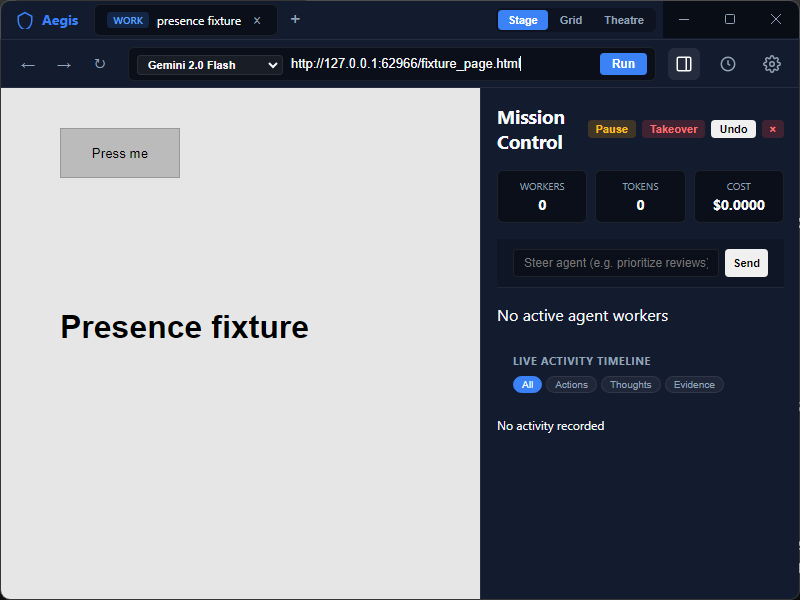 Aegis WORK presence fixture × + Stage Grid Theatre
Gemini 2.0 Flash http://127.0.0.1:62966/fixture_page.html Run
Press me
Presence fixture
Mission
Control
Pause Takeover Undo ×
WORKERS TOKENS COST
0 0 $0.0000
Steer agent (e.g. prioritize reviews) Send
No active agent workers
LIVE ACTIVITY TIMELINE
All Actions Thoughts Evidence
No activity recorded